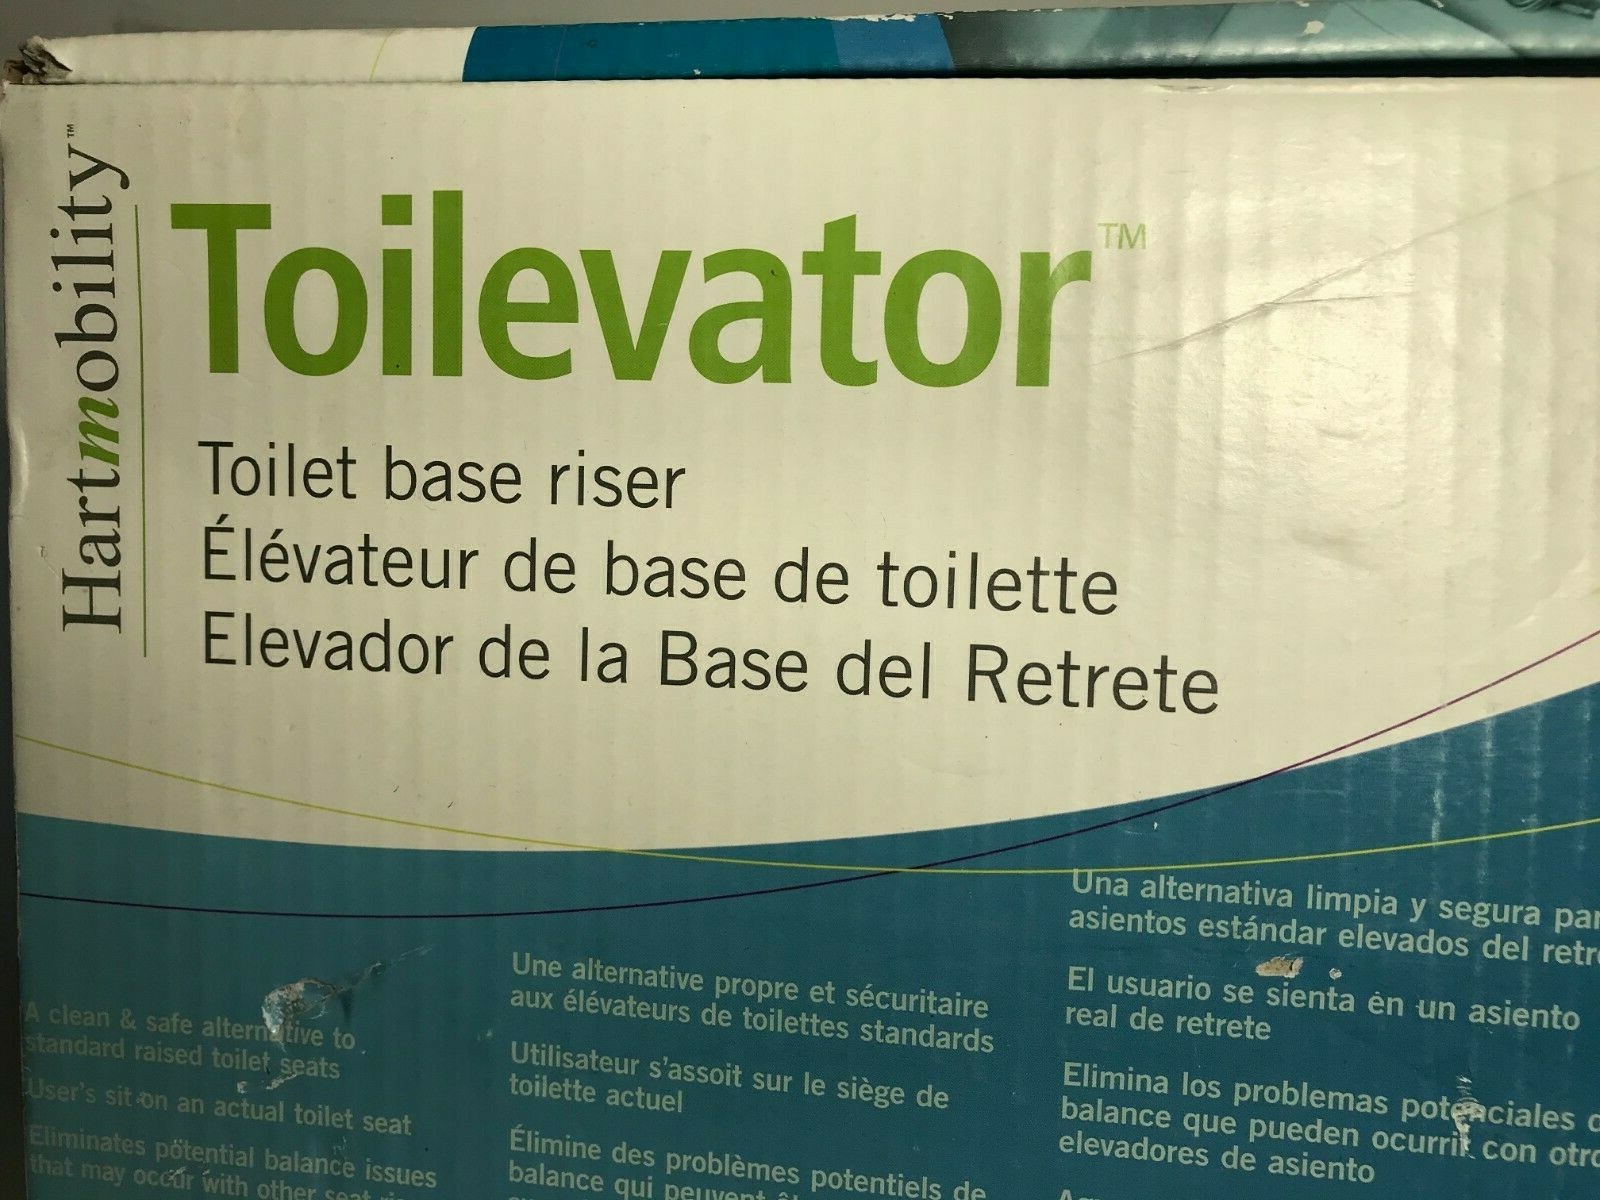 Hartmobility™
Toilevator™
Toilet base riser
Élévateur de base de toilette
Elevador de la Base del Retrete
A clean & safe alternative to
standard raised toilet seats
User's sit on an actual toilet seat
Eliminates potential balance issues
that may occur with other seat
Une alternative propre et sécuritaire
aux élévateurs de toilettes standards
Utilisateur s'assoit sur le siège de
toilette actuel
Élimine des problèmes potentiels de
balance qui peuvent
Una alternativa limpia y segura
asientos estándar elevados del
El usuario se sienta en un asiento
real de retrete
Elimina los problemas potenciales
balance que pueden ocurrir con
elevadores de asiento